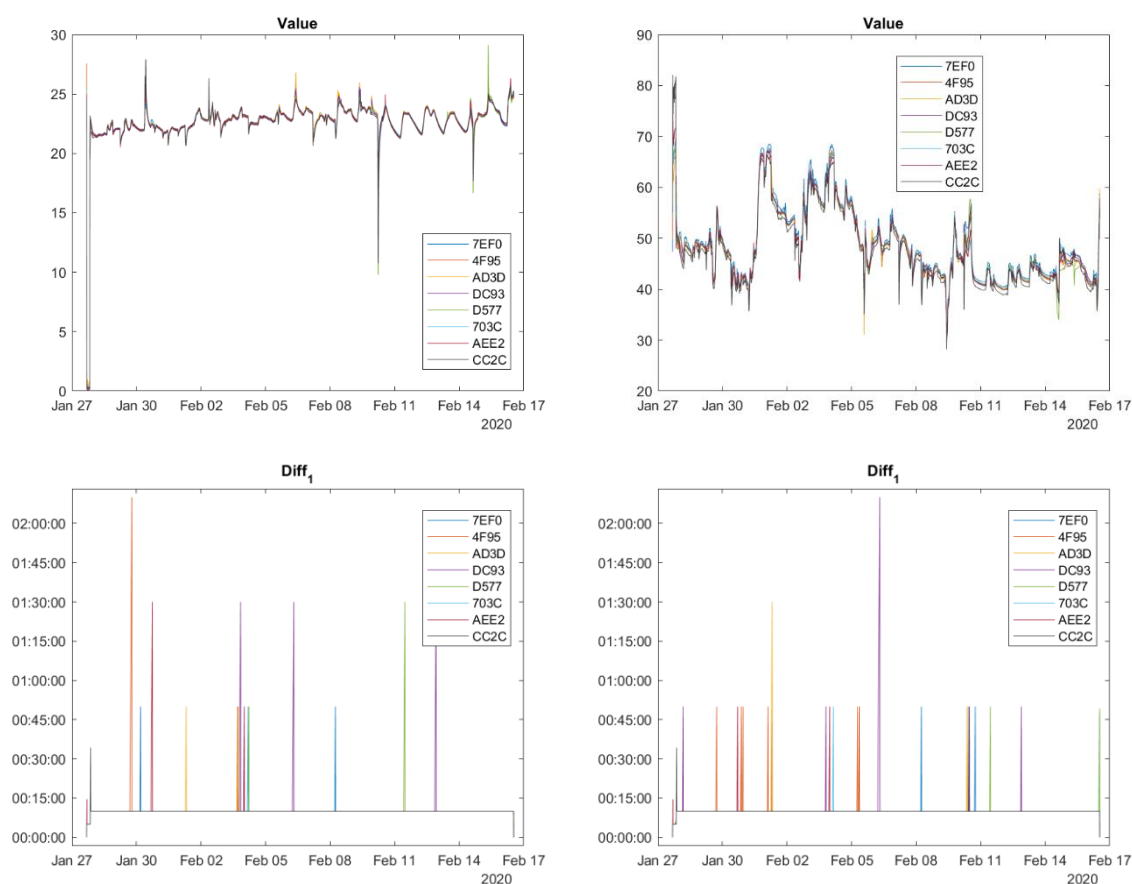 Value
30
25
20
15
10
5
0
7EF0
4F95
AD3D
DC93
D577
703C
AEE2
CC2C
Jan 27 Jan 30 Feb 02 Feb 05 Feb 08 Feb 11 Feb 14 Feb 17
2020
Value
90
80
70
60
50
40
30
20
7EF0
4F95
AD3D
DC93
D577
703C
AEE2
CC2C
Jan 27 Jan 30 Feb 02 Feb 05 Feb 08 Feb 11 Feb 14 Feb 17
2020
Diff1
02:00:00
01:45:00
01:30:00
01:15:00
01:00:00
00:45:00
00:30:00
00:15:00
00:00:00
7EF0
4F95
AD3D
DC93
D577
703C
AEE2
CC2C
Jan 27 Jan 30 Feb 02 Feb 05 Feb 08 Feb 11 Feb 14 Feb 17
2020
Diff1
02:00:00
01:45:00
01:30:00
01:15:00
01:00:00
00:45:00
00:30:00
00:15:00
00:00:00
7EF0
4F95
AD3D
DC93
D577
703C
AEE2
CC2C
Jan 27 Jan 30 Feb 02 Feb 05 Feb 08 Feb 11 Feb 14 Feb 17
2020